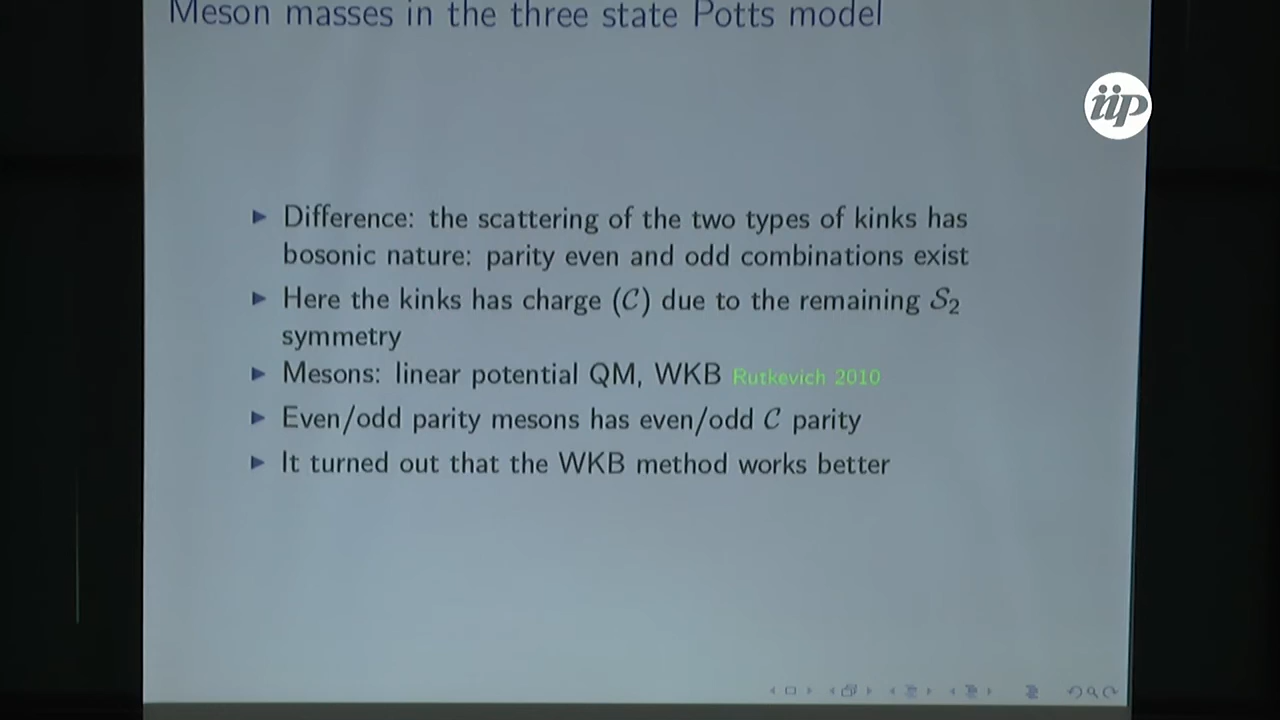 Meson masses in the three state Potts model
iip
▶ Difference: the scattering of the two types of kinks has
bosonic nature: parity even and odd combinations exist
▶ Here the kinks has charge (𝒞) due to the remaining 𝒮₂
symmetry
▶ Mesons: linear potential QM, WKB Rutkevich 2010
▶ Even/odd parity mesons has even/odd 𝒞 parity
▶ It turned out that the WKB method works better